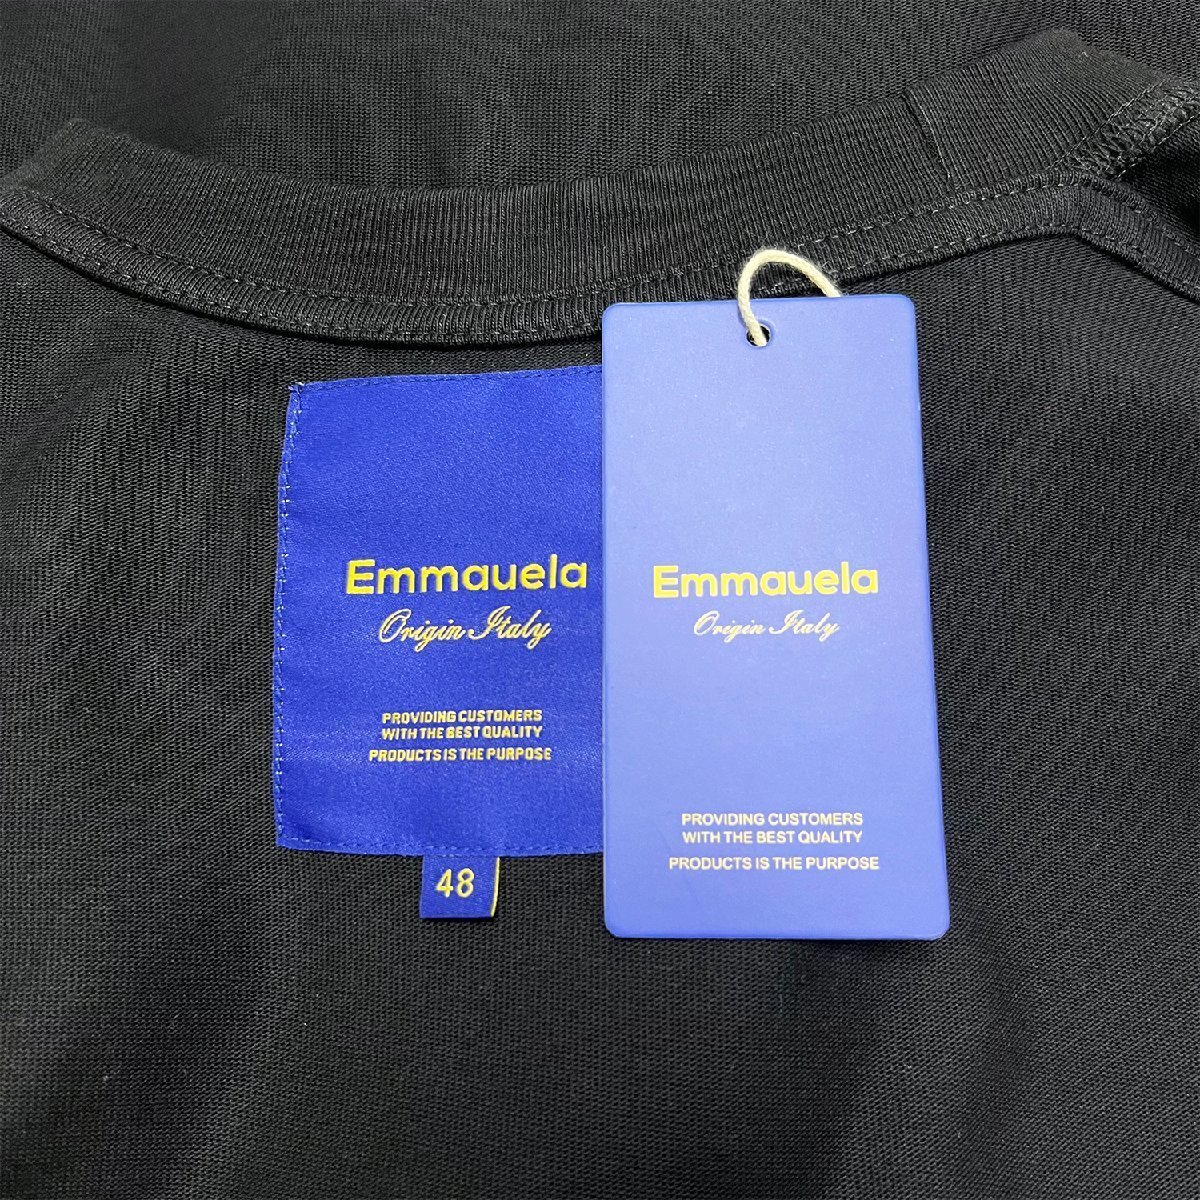 Emmauela
Origin Italy
PROVIDING CUSTOMERS
WITH THE BEST QUALITY
PRODUCTS IS THE PURPOSE
48
Emmauela
Origin Italy
PROVIDING CUSTOMERS
WITH THE BEST QUALITY
PRODUCTS IS THE PURPOSE